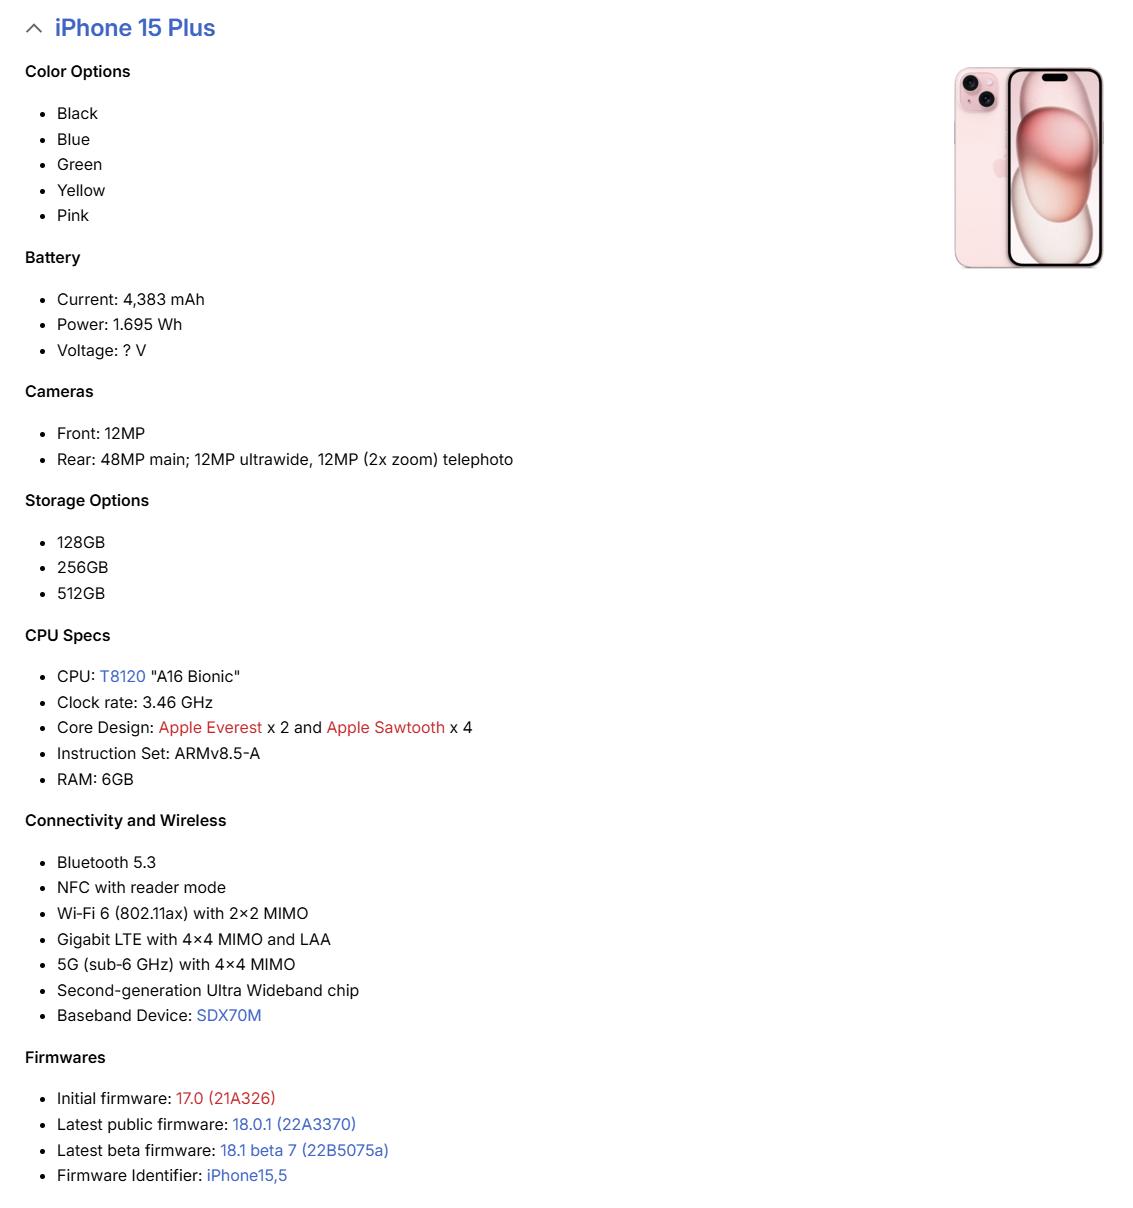 iPhone 15 Plus
Color Options
Black
Blue
Green
Yellow
Pink
Battery
Current: 4,383 mAh
Power: 1.695 Wh
Voltage: ? V
Cameras
Front: 12MP
Rear: 48MP main; 12MP ultrawide, 12MP (2x zoom) telephoto
Storage Options
128GB
256GB
512GB
CPU Specs
CPU: T8120 "A16 Bionic"
Clock rate: 3.46 GHz
Core Design: Apple Everest x 2 and Apple Sawtooth x 4
Instruction Set: ARMv8.5-A
RAM: 6GB
Connectivity and Wireless
Bluetooth 5.3
NFC with reader mode
Wi-Fi 6 (802.11ax) with 2×2 MIMO
Gigabit LTE with 4×4 MIMO and LAA
5G (sub-6 GHz) with 4×4 MIMO
Second-generation Ultra Wideband chip
Baseband Device: SDX70M
Firmwares
Initial firmware: 17.0 (21A326)
Latest public firmware: 18.0.1 (22A3370)
Latest beta firmware: 18.1 beta 7 (22B5075a)
Firmware Identifier: iPhone15,5